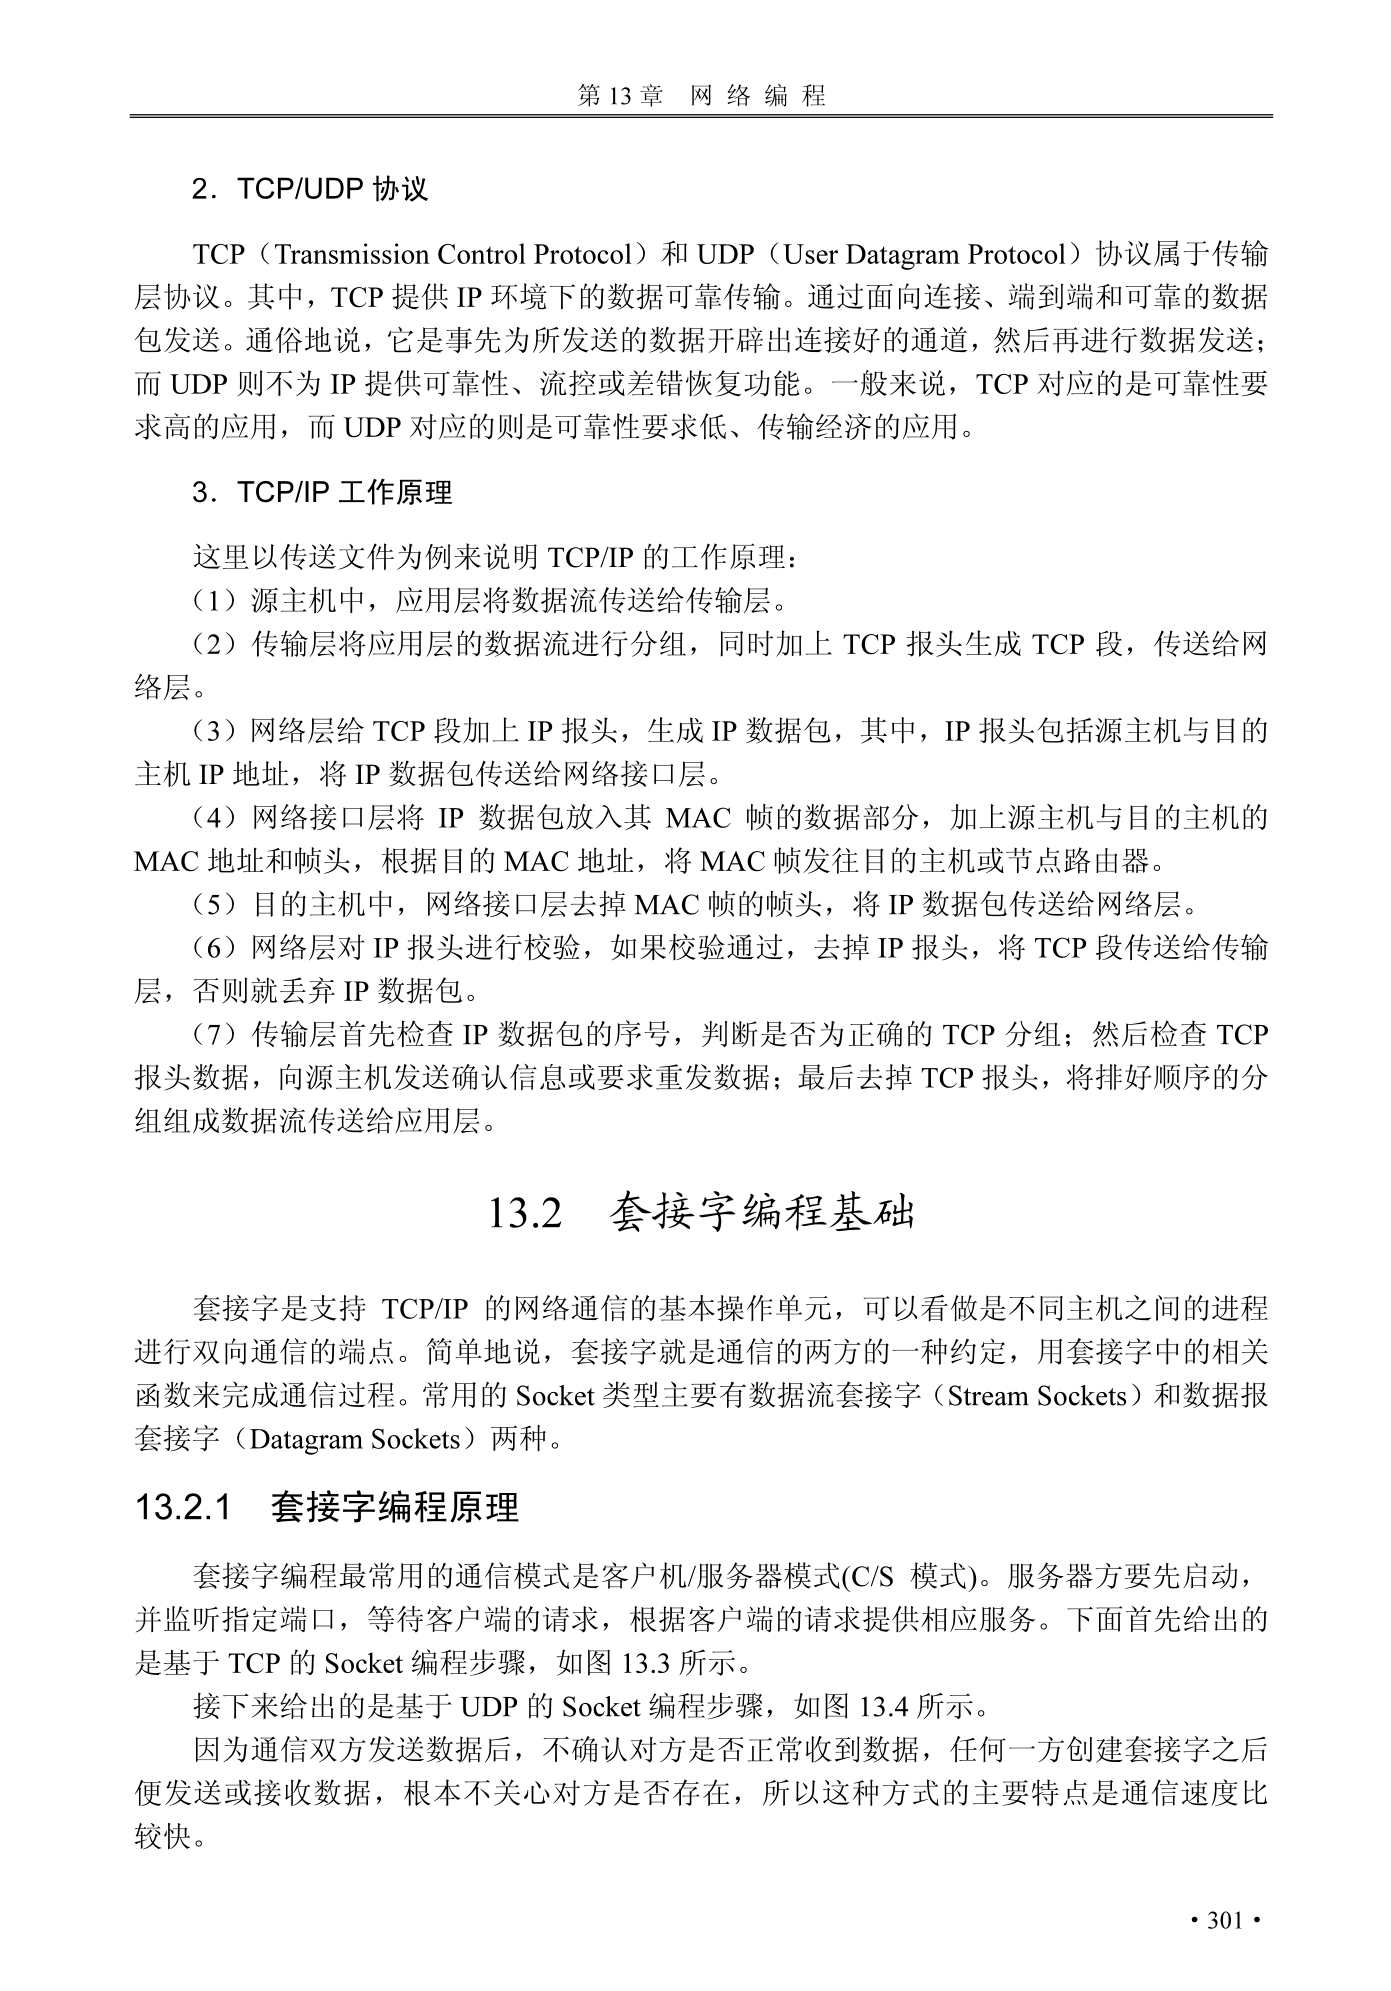 第 13 章 网 络 编 程
2．TCP/UDP 协议
TCP（Transmission Control Protocol）和 UDP（User Datagram Protocol）协议属于传输
层协议。其中，TCP 提供 IP 环境下的数据可靠传输。通过面向连接、端到端和可靠的数据
包发送。通俗地说，它是事先为所发送的数据开辟出连接好的通道，然后再进行数据发送；
而 UDP 则不为 IP 提供可靠性、流控或差错恢复功能。一般来说，TCP 对应的是可靠性要
求高的应用，而 UDP 对应的则是可靠性要求低、传输经济的应用。
3．TCP/IP 工作原理
这里以传送文件为例来说明 TCP/IP 的工作原理：
（1）源主机中，应用层将数据流传送给传输层。
（2）传输层将应用层的数据流进行分组，同时加上 TCP 报头生成 TCP 段，传送给网
络层。
（3）网络层给 TCP 段加上 IP 报头，生成 IP 数据包，其中，IP 报头包括源主机与目的
主机 IP 地址，将 IP 数据包传送给网络接口层。
（4）网络接口层将 IP 数据包放入其 MAC 帧的数据部分，加上源主机与目的主机的
MAC 地址和帧头，根据目的 MAC 地址，将 MAC 帧发往目的主机或节点路由器。
（5）目的主机中，网络接口层去掉 MAC 帧的帧头，将 IP 数据包传送给网络层。
（6）网络层对 IP 报头进行校验，如果校验通过，去掉 IP 报头，将 TCP 段传送给传输
层，否则就丢弃 IP 数据包。
（7）传输层首先检查 IP 数据包的序号，判断是否为正确的 TCP 分组；然后检查 TCP
报头数据，向源主机发送确认信息或要求重发数据；最后去掉 TCP 报头，将排好顺序的分
组组成数据流传送给应用层。
13.2 套接字编程基础
套接字是支持 TCP/IP 的网络通信的基本操作单元，可以看做是不同主机之间的进程
进行双向通信的端点。简单地说，套接字就是通信的两方的一种约定，用套接字中的相关
函数来完成通信过程。常用的 Socket 类型主要有数据流套接字（Stream Sockets）和数据报
套接字（Datagram Sockets）两种。
13.2.1 套接字编程原理
套接字编程最常用的通信模式是客户机/服务器模式(C/S 模式)。服务器方要先启动，
并监听指定端口，等待客户端的请求，根据客户端的请求提供相应服务。下面首先给出的
是基于 TCP 的 Socket 编程步骤，如图 13.3 所示。
接下来给出的是基于 UDP 的 Socket 编程步骤，如图 13.4 所示。
因为通信双方发送数据后，不确认对方是否正常收到数据，任何一方创建套接字之后
便发送或接收数据，根本不关心对方是否存在，所以这种方式的主要特点是通信速度比
较快。
·301·